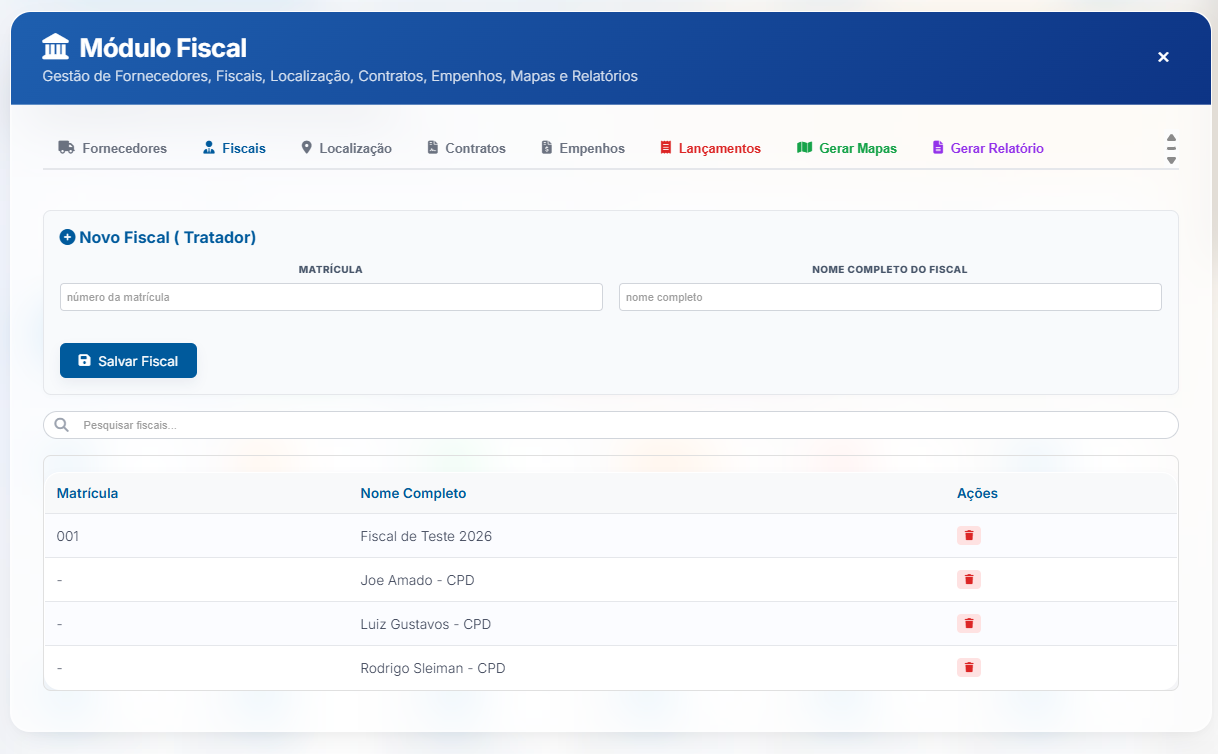 Módulo Fiscal
Gestão de Fornecedores, Fiscais, Localização, Contratos, Empenhos, Mapas e Relatórios
Fornecedores Fiscais Localização Contratos Empenhos Lançamentos Gerar Mapas Gerar Relatório
Novo Fiscal ( Tratador)
MATRÍCULA NOME COMPLETO DO FISCAL
número da matrícula nome completo
Salvar Fiscal
Pesquisar fiscais...
Matrícula Nome Completo Ações
001 Fiscal de Teste 2026
- Joe Amado - CPD
- Luiz Gustavos - CPD
- Rodrigo Sleiman - CPD